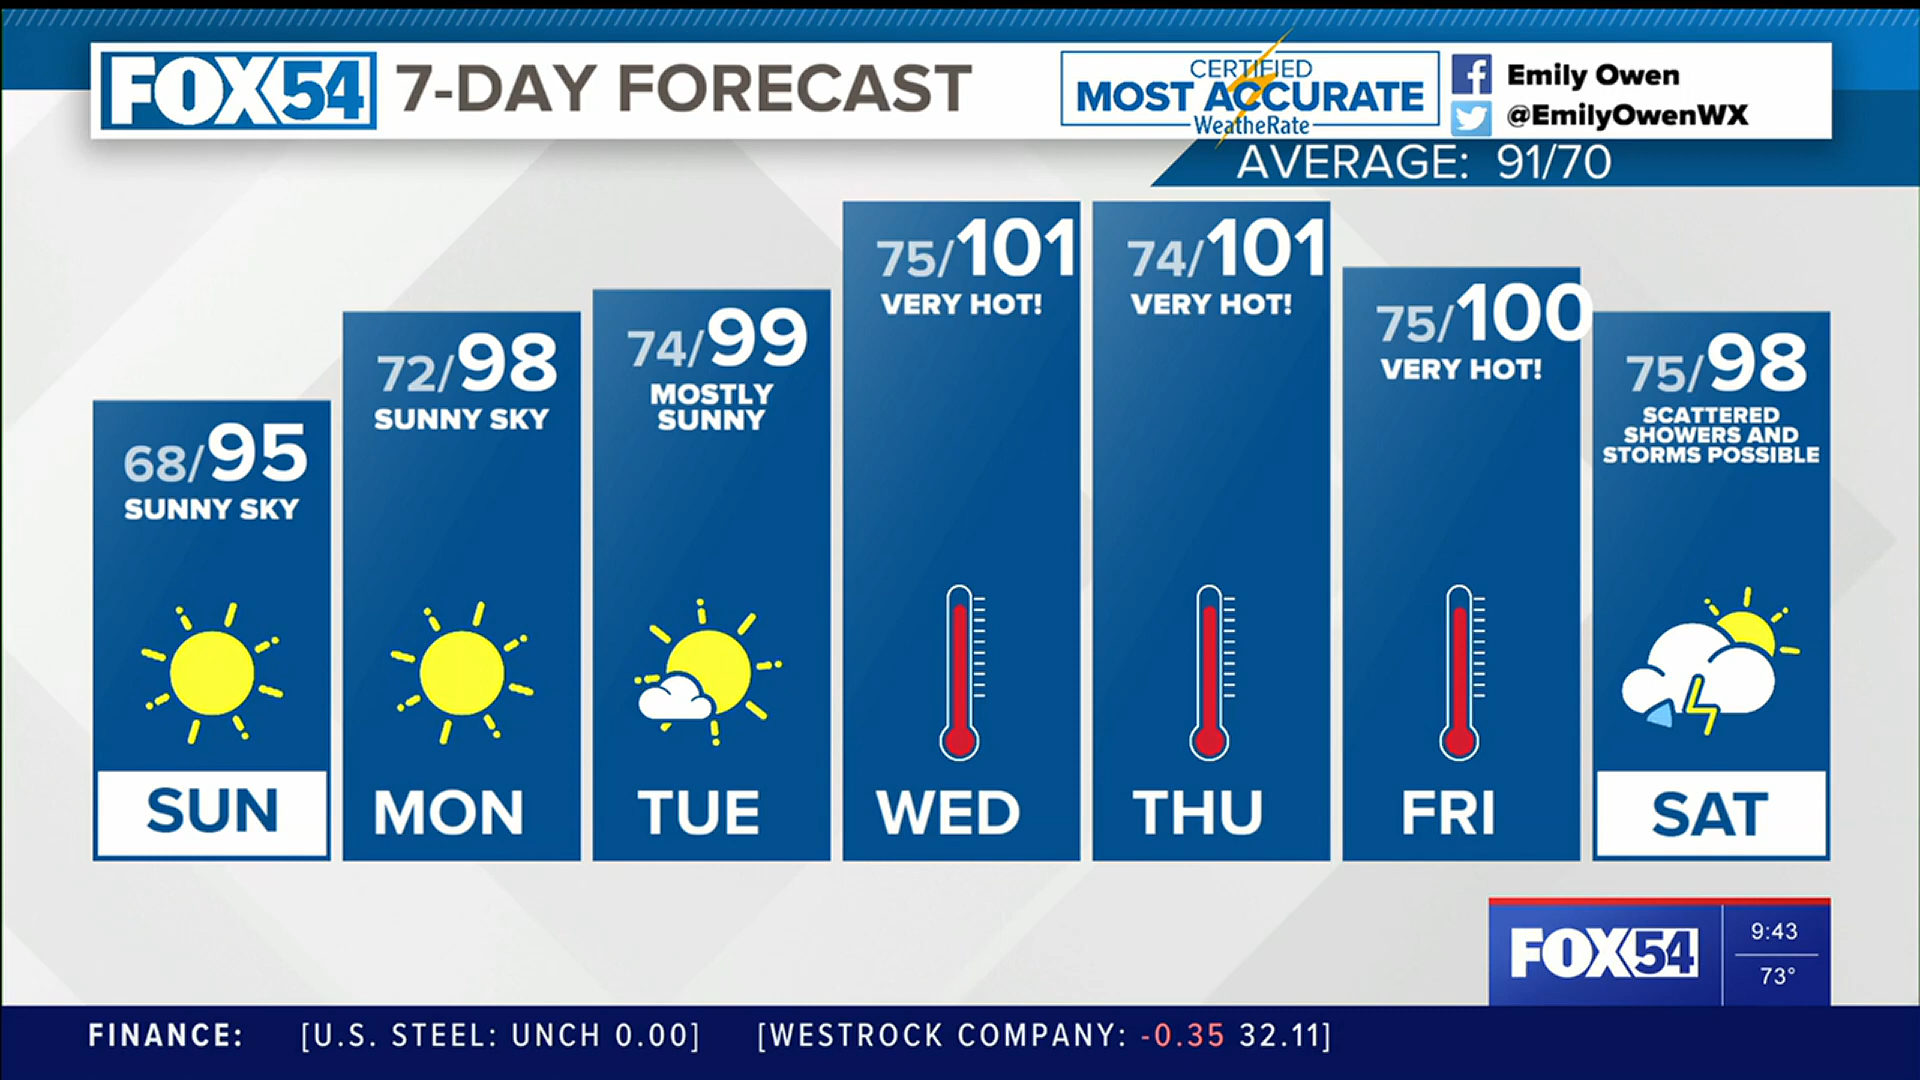 FOX54 7-DAY FORECAST
CERTIFIED
MOST ACCURATE
WeatheRate
Emily Owen
@EmilyOwenWX
AVERAGE: 91/70
68/95
SUNNY SKY
SUN
72/98
SUNNY SKY
MON
74/99
MOSTLY
SUNNY
TUE
75/101
VERY HOT!
WED
74/101
VERY HOT!
THU
75/100
VERY HOT!
FRI
75/98
SCATTERED
SHOWERS AND
STORMS POSSIBLE
SAT
FOX54
9:43
73°
FINANCE: [U.S. STEEL: UNCH 0.00] [WESTROCK COMPANY: -0.35 32.11]